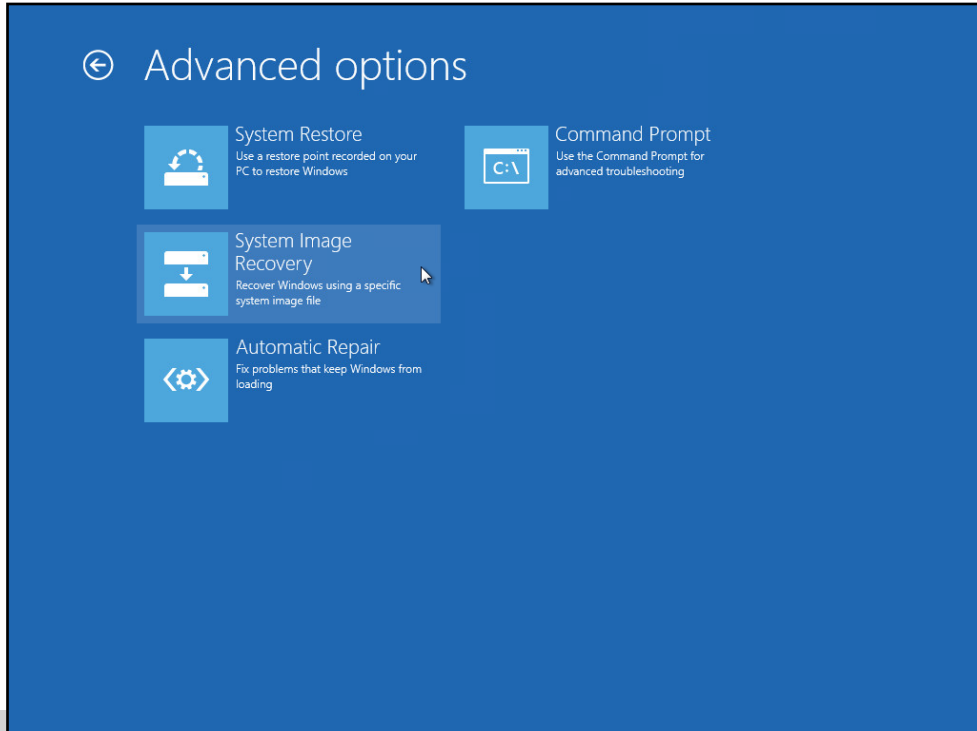 Advanced options
System Restore
Use a restore point recorded on your
PC to restore Windows
System Image
Recovery
Recover Windows using a specific
system image file
Automatic Repair
Fix problems that keep Windows from
loading
C:\
Command Prompt
Use the Command Prompt for
advanced troubleshooting